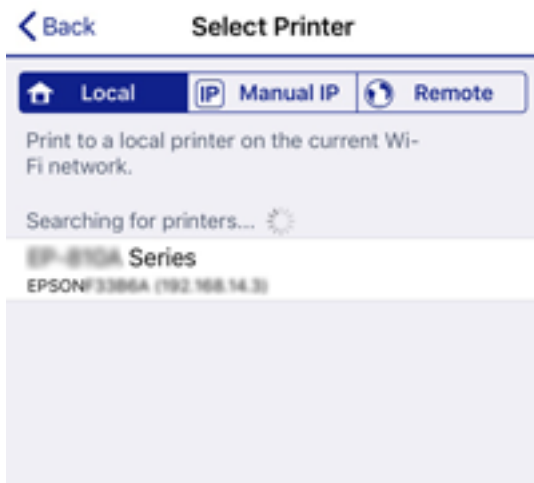 Back
Select Printer
Local
IP Manual IP
Remote
Print to a local printer on the current Wi-
Fi network.
Searching for printers...
Series
EPSON